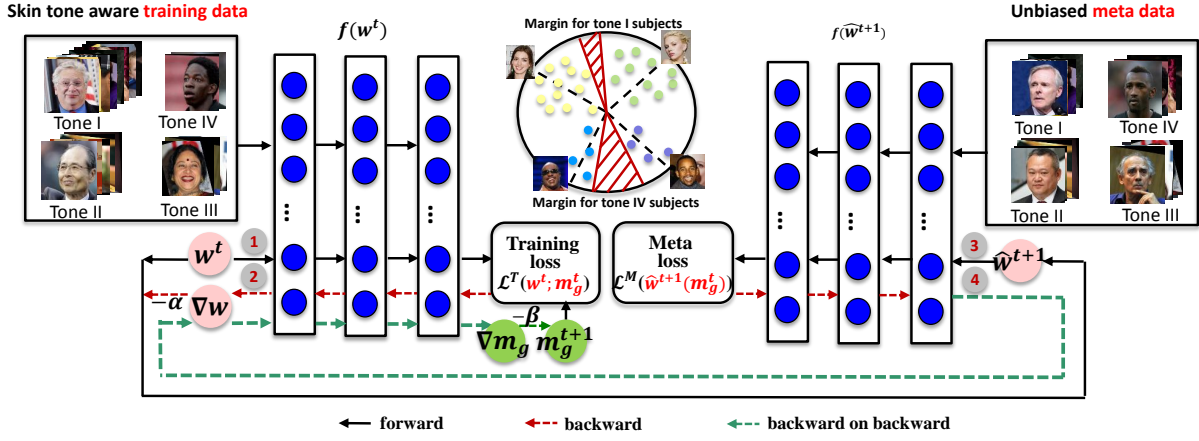 Skin tone aware training data
f(w^t)
Margin for tone I subjects
f(ŵ^{t+1})
Unbiased meta data
Tone I
Tone IV
Tone II
Tone III
Tone I
Tone IV
Tone II
Tone III
Margin for tone IV subjects
...
...
...
...
...
...
w^t
1
2
Training
loss
ℒ^T(w^t; m_g^t)
Meta
loss
ℒ^M(ŵ^{t+1}(m_g^t))
3
4
ŵ^{t+1}
−α
∇w
−β
∇m_g
m_g^{t+1}
forward
backward
backward on backward